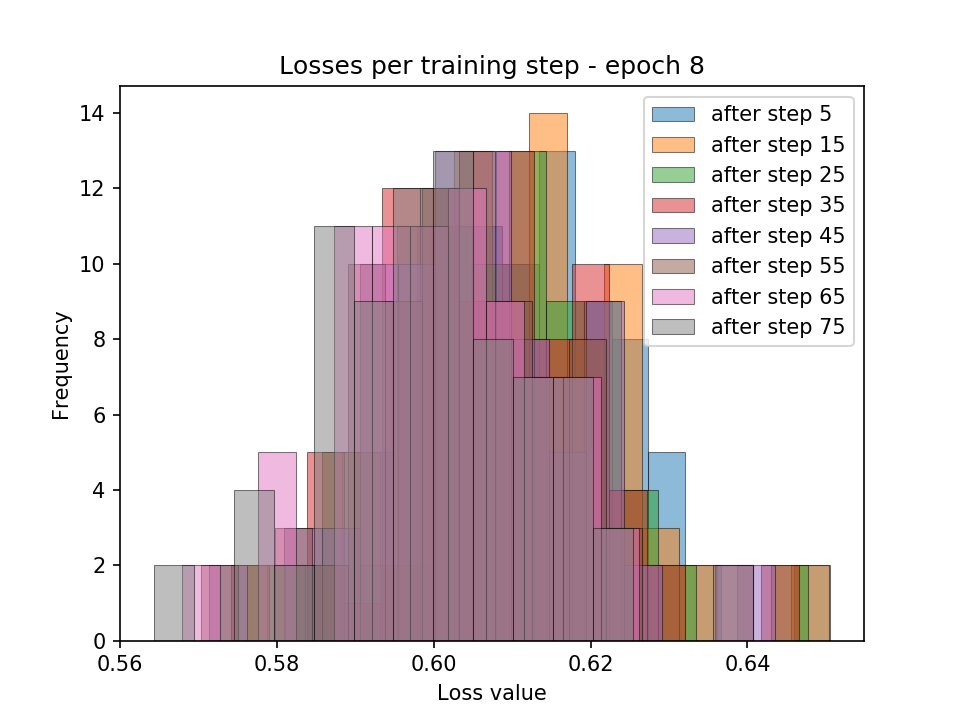 Losses per training step - epoch 8
after step 5
after step 15
after step 25
after step 35
after step 45
after step 55
after step 65
after step 75
Frequency
14
12
10
8
6
4
2
0
0.56 0.58 0.60 0.62 0.64
Loss value